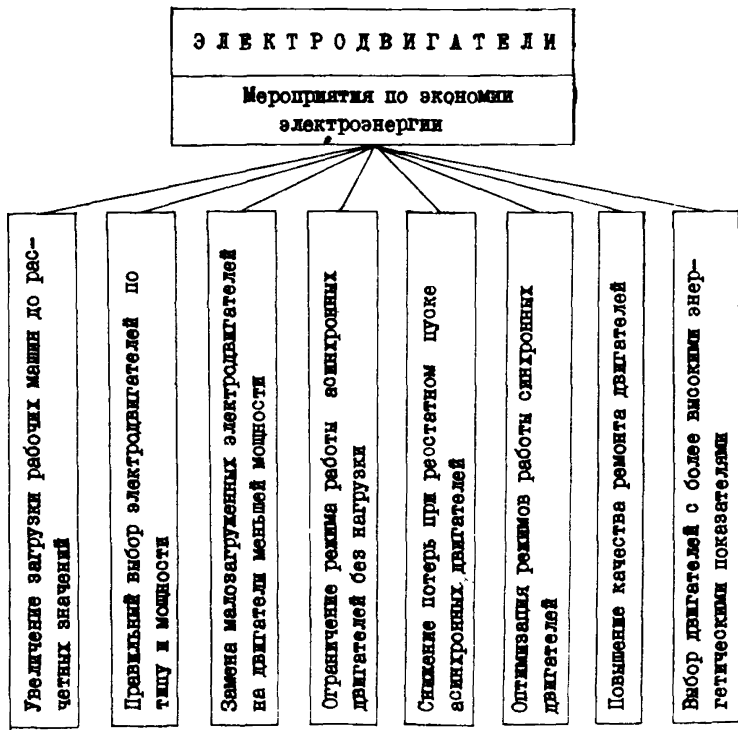 ЭЛЕКТРОДВИГАТЕЛИ
Мероприятия по экономии
электроэнергии
Увеличение загрузки рабочих машин до рас-
четных значений
Правильный выбор электродвигателей по
типу и мощности
Замена малозагруженных электродвигателей
на двигатели меньшей мощности
Ограничение режима работы асинхронных
двигателей без нагрузки
Снижение потерь при реостатном пуске
асинхронных двигателей
Оптимизация режимов работы синхронных
двигателей
Повышение качества ремонта двигателей
Выбор двигателей с более высокими энер-
гетическими показателями